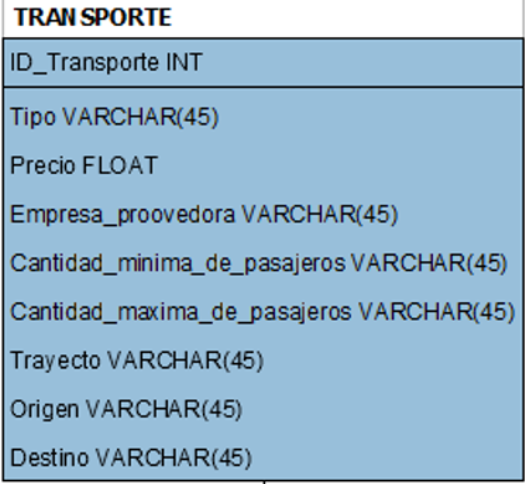 TRANSPORTE
ID_Transporte INT
Tipo VARCHAR(45)
Precio FLOAT
Empresa_proovedora VARCHAR(45)
Cantidad_minima_de_pasajeros VARCHAR(45)
Cantidad_maxima_de_pasajeros VARCHAR(45)
Trayecto VARCHAR(45)
Origen VARCHAR(45)
Destino VARCHAR(45)